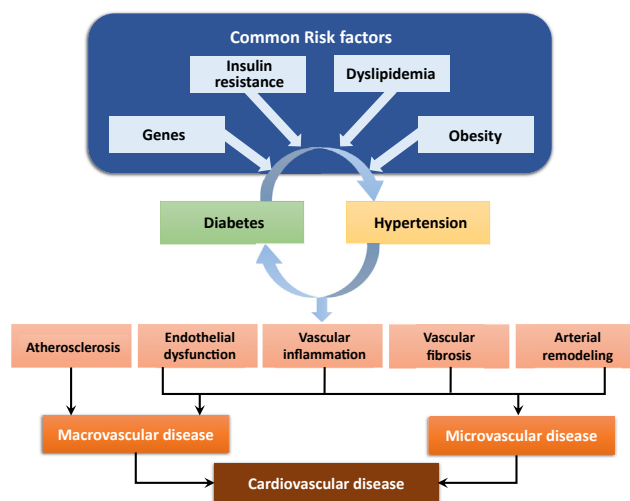 Common Risk factors
Insulin
resistance
Dyslipidemia
Genes
Obesity
Diabetes
Hypertension
Atherosclerosis
Endothelial
dysfunction
Vascular
inflammation
Vascular
fibrosis
Arterial
remodeling
Macrovascular disease
Microvascular disease
Cardiovascular disease